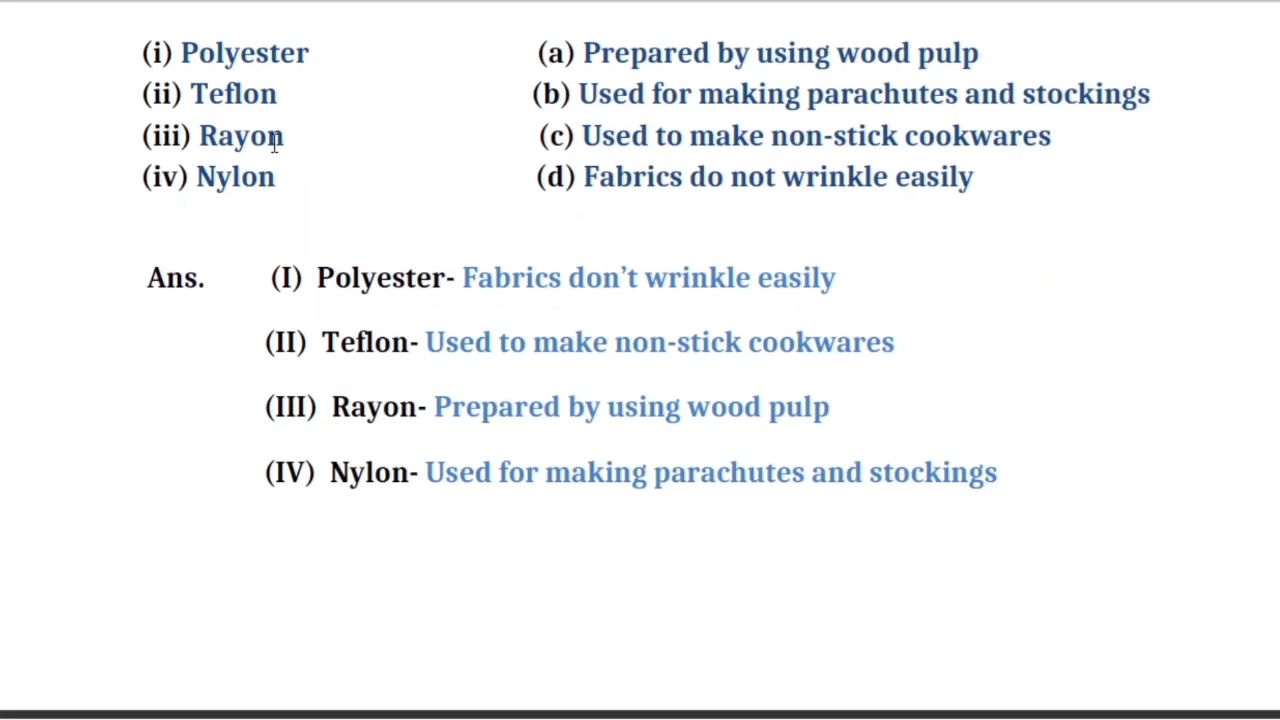 (i) Polyester (a) Prepared by using wood pulp
(ii) Teflon (b) Used for making parachutes and stockings
(iii) Rayon (c) Used to make non-stick cookwares
(iv) Nylon (d) Fabrics do not wrinkle easily
Ans. (I) Polyester- Fabrics don’t wrinkle easily
(II) Teflon- Used to make non-stick cookwares
(III) Rayon- Prepared by using wood pulp
(IV) Nylon- Used for making parachutes and stockings